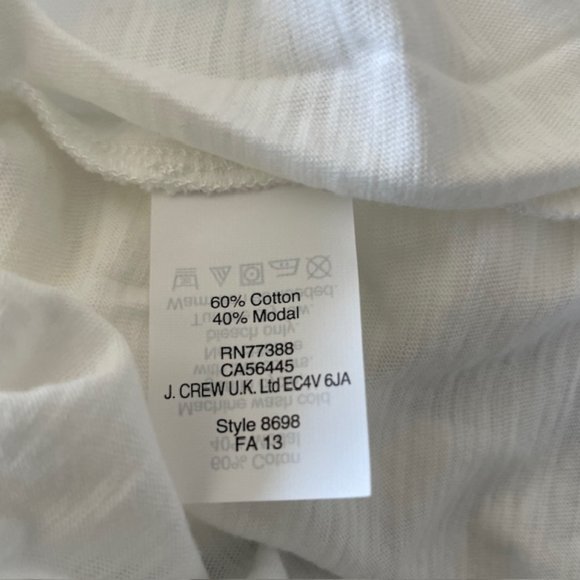 60% Cotton
40% Modal
RN77388
CA56445
J. CREW U.K. Ltd EC4V 6JA
Style 8698
FA 13